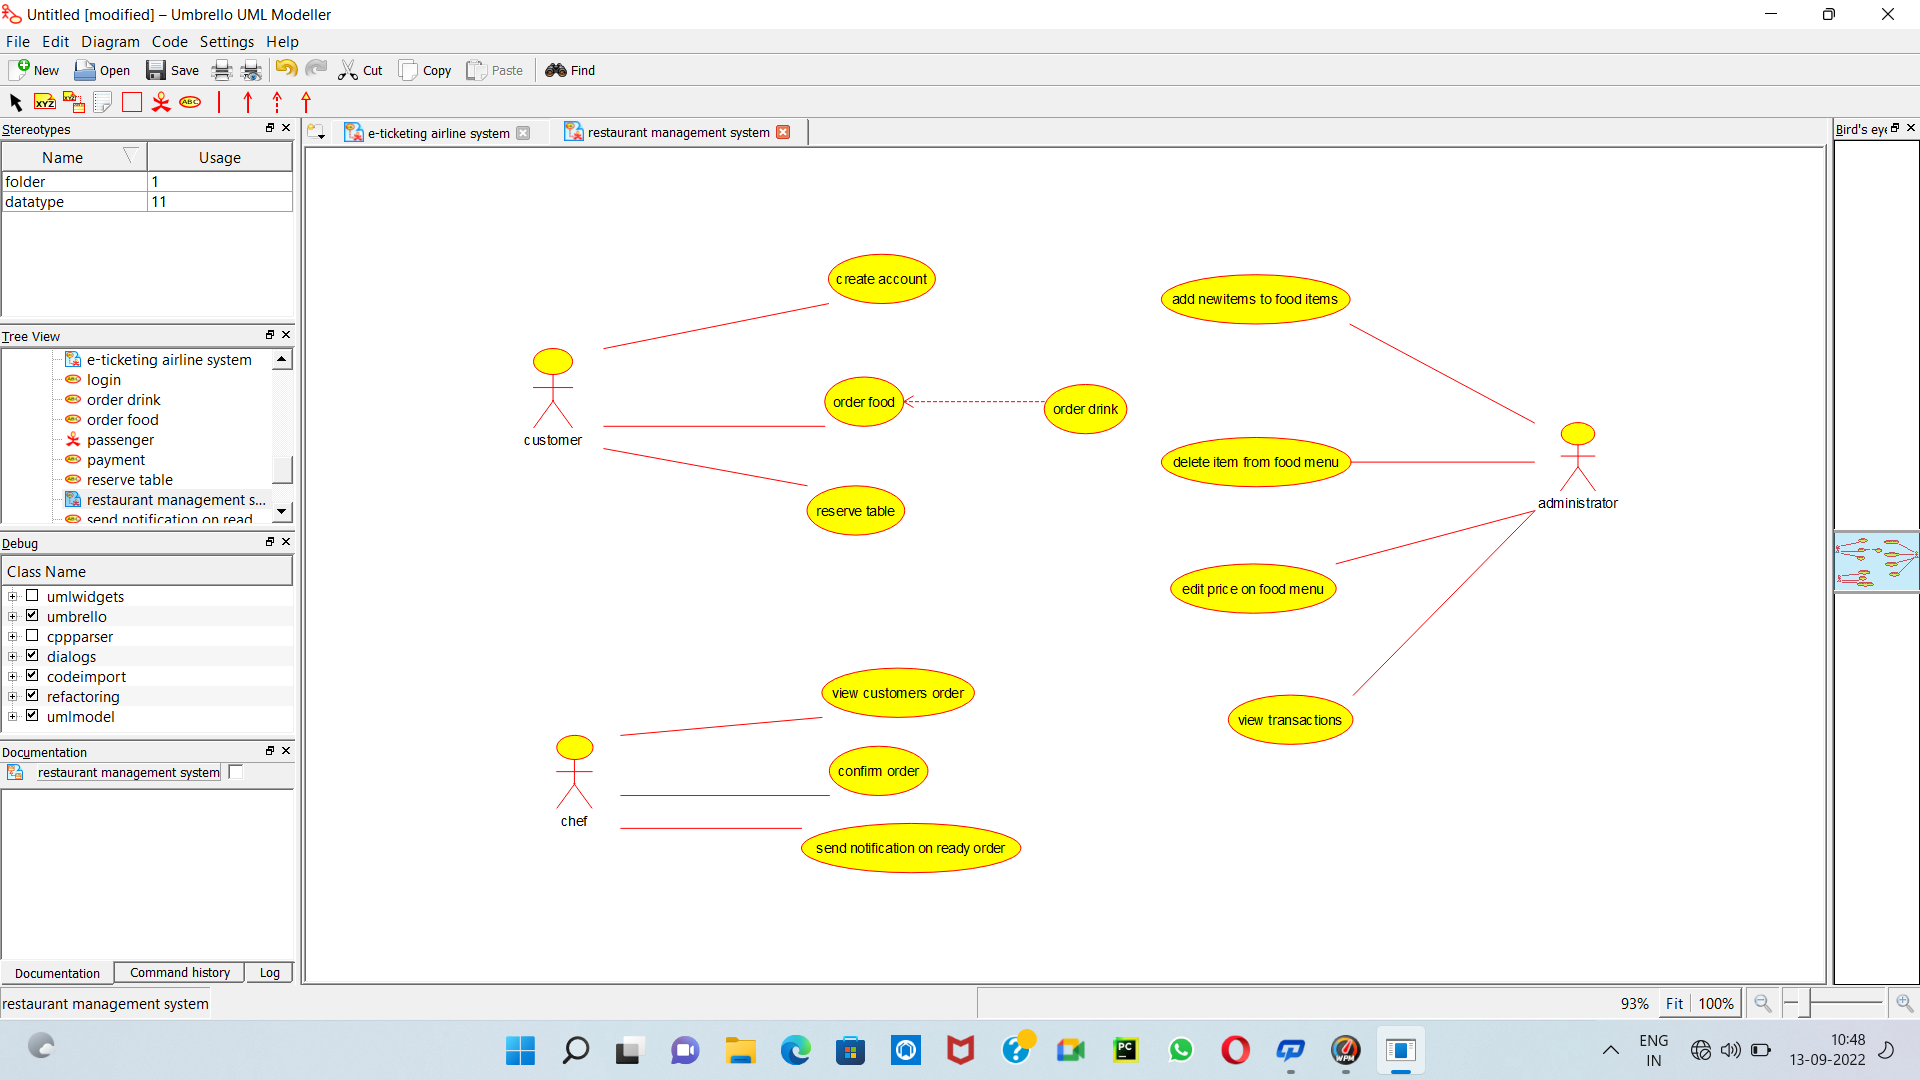 Untitled [modified] – Umbrello UML Modeller
File Edit Diagram Code Settings Help
New Open Save Cut Copy Paste Find
XYZ XYZ ABC
Stereotypes
Name Usage
folder 1
datatype 11
Tree View
e-ticketing airline system
login
order drink
order food
passenger
payment
reserve table
restaurant management s...
send notification on read
Debug
Class Name
umlwidgets
umbrello
cppparser
dialogs
codeimport
refactoring
umlmodel
Documentation
restaurant management system
Documentation Command history Log
restaurant management system
e-ticketing airline system restaurant management system
create account
add newitems to food items
customer
order food
order drink
reserve table
delete item from food menu
administrator
edit price on food menu
view transactions
view customers order
confirm order
chef
send notification on ready order
Bird's eye
93% Fit 100%
PC
WPM
ENG
IN
10:48
13-09-2022